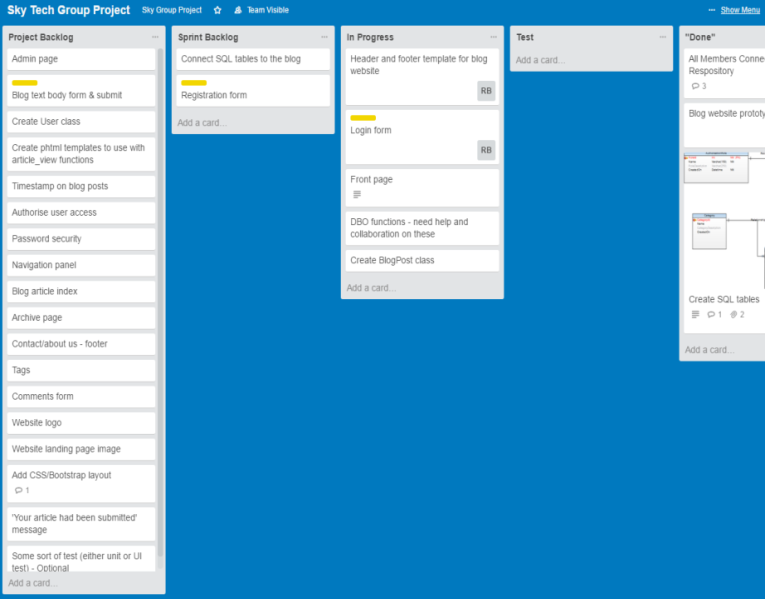 Sky Tech Group Project
Sky Group Project
Team Visible
Show Menu
Project Backlog
Admin page
Blog text body form & submit
Create User class
Create phtml templates to use with
article_view functions
Timestamp on blog posts
Authorise user access
Password security
Navigation panel
Blog article index
Archive page
Contact/about us - footer
Tags
Comments form
Website logo
Website landing page image
Add CSS/Bootstrap layout
1
'Your article had been submitted'
message
Some sort of test (either unit or UI
test) - Optional
Add a card...
Sprint Backlog
Connect SQL tables to the blog
Registration form
Add a card...
In Progress
Header and footer template for blog
website
RB
Login form
RB
Front page
DBO functions - need help and
collaboration on these
Create BlogPost class
Add a card...
Test
Add a card...
"Done"
All Members Conne
Respository
3
Blog website prototy
Create SQL tables
1 2
Add a card...